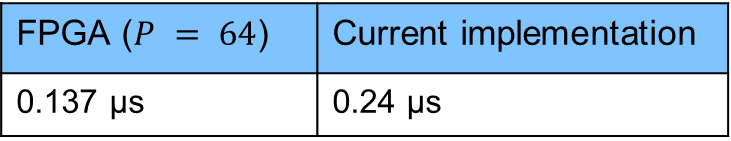 FPGA (P = 64) Current implementation
0.137 µs 0.24 µs